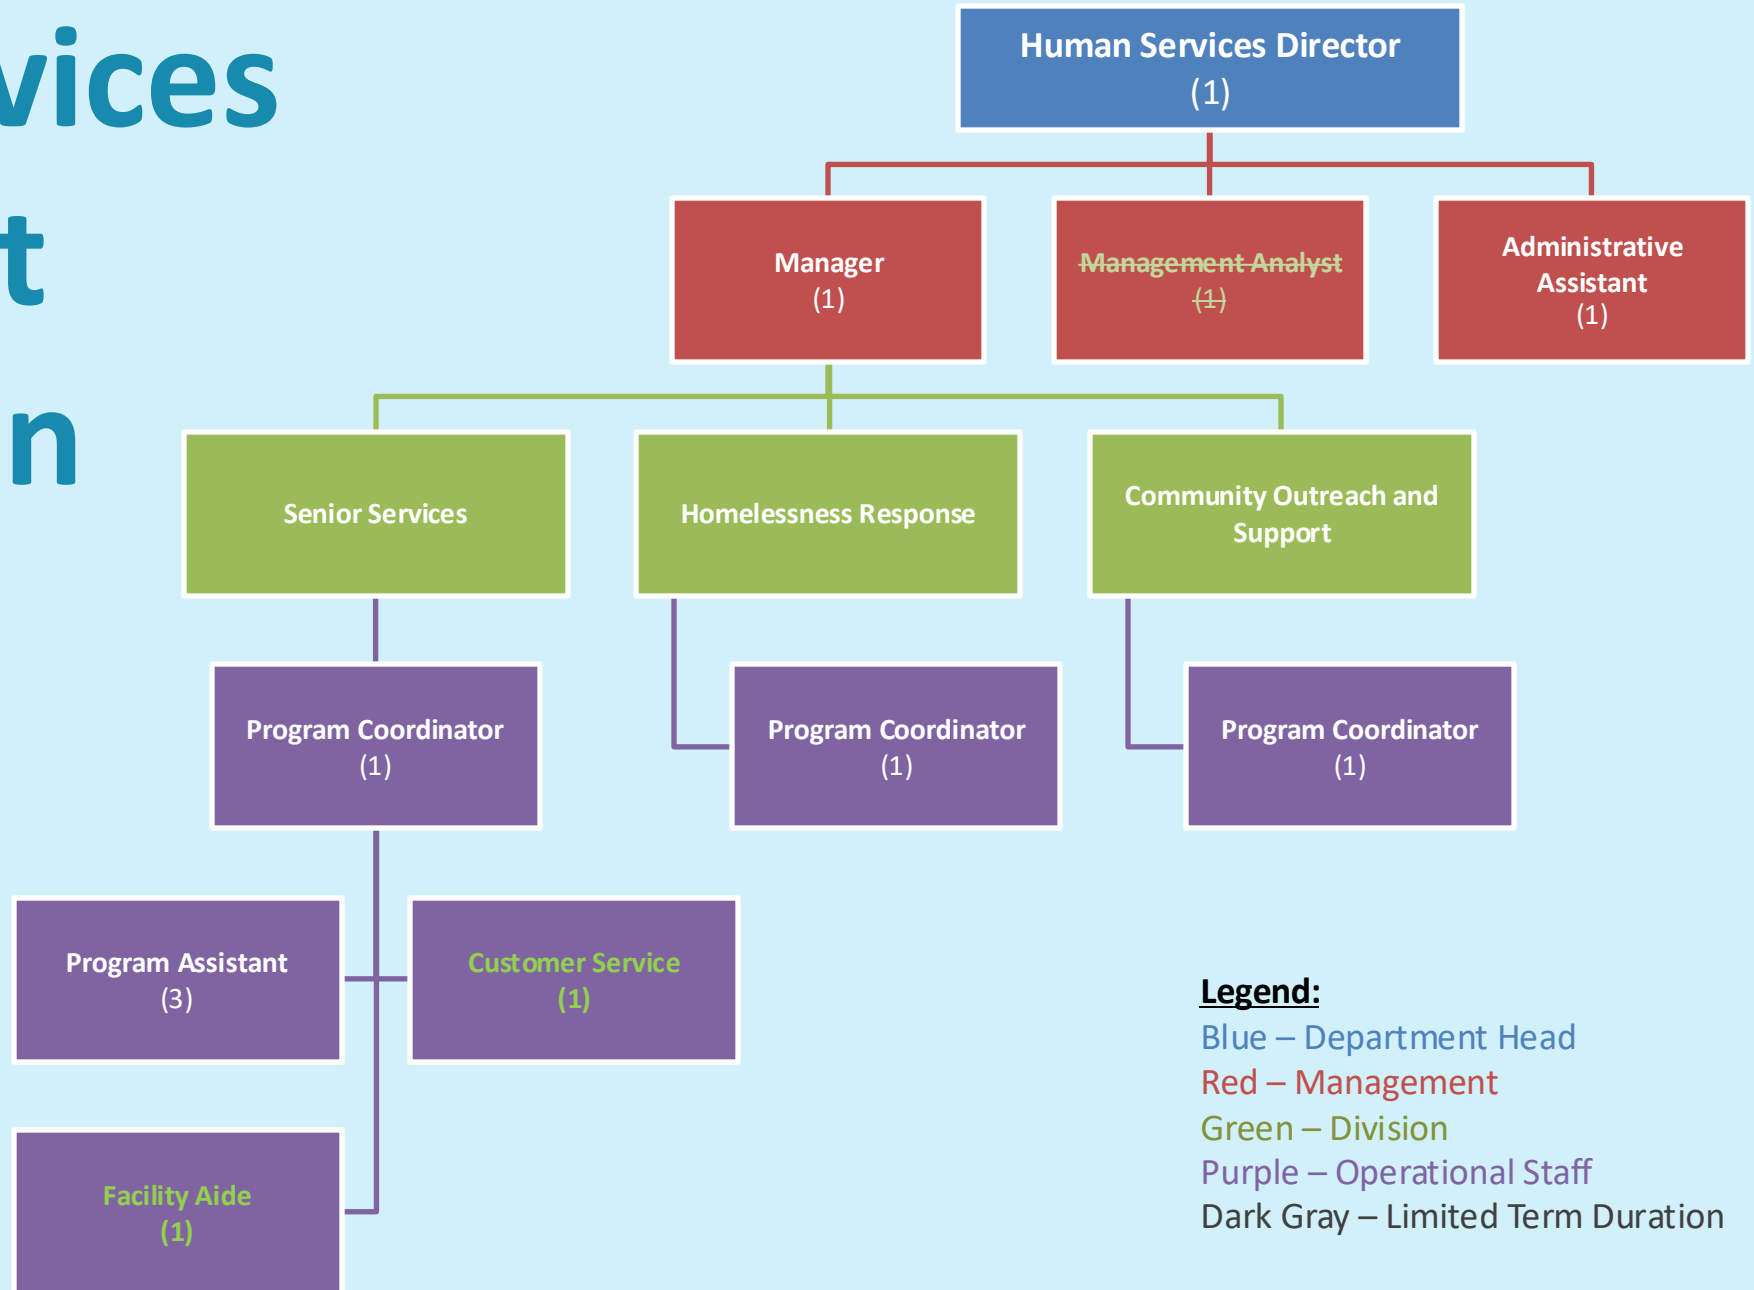 vices
t
n
Human Services Director
(1)
Manager
(1)
Management Analyst
(1)
Administrative
Assistant
(1)
Senior Services
Homelessness Response
Community Outreach and
Support
Program Coordinator
(1)
Program Coordinator
(1)
Program Coordinator
(1)
Program Assistant
(3)
Customer Service
(1)
Facility Aide
(1)
Legend:
Blue – Department Head
Red – Management
Green – Division
Purple – Operational Staff
Dark Gray – Limited Term Duration